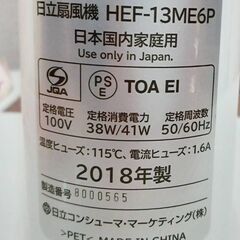 日立扇風機 HEF-13ME6P
日本国内家庭用
Use only in Japan.
JQA PS E TOA EI
定格電圧 定格消費電力 定格周波数
100V 38W/41W 50/60Hz
温度ヒューズ:115℃, 電流ヒューズ:1.6A
2018年製
製造番号 8000565
日立コンシューマ・マーケティング(株)
>PET< MADE IN CHINA